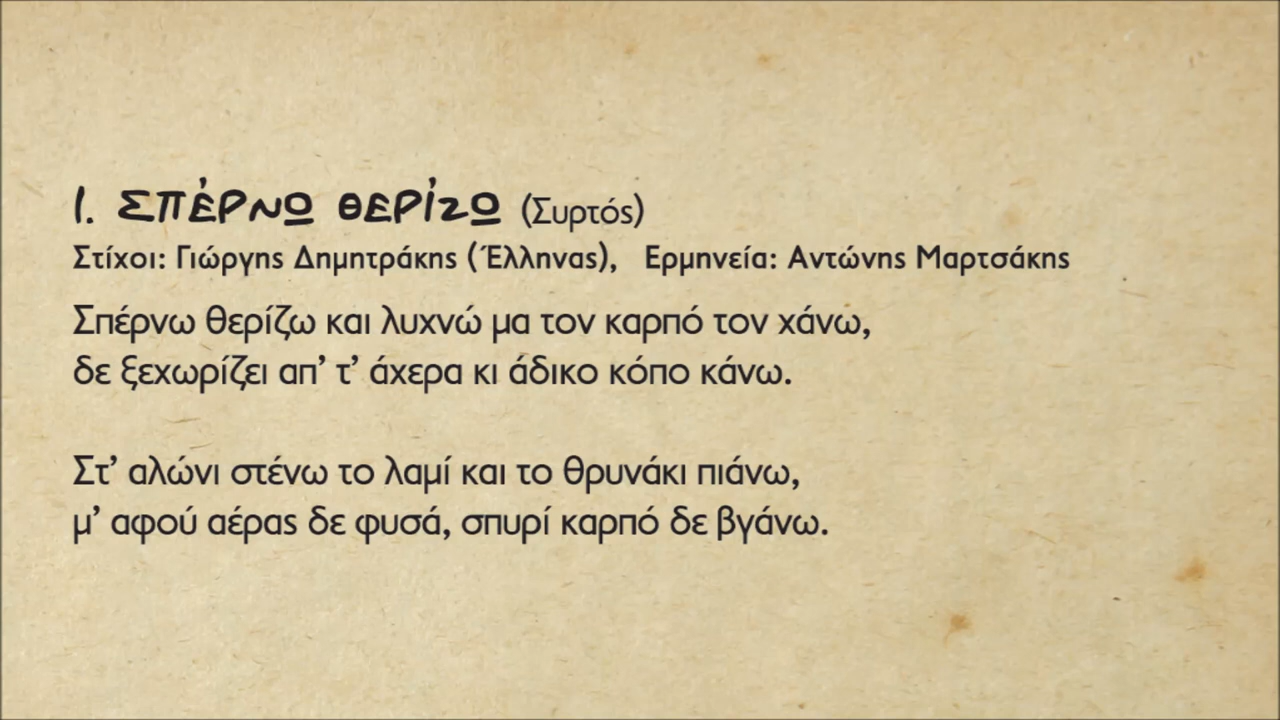 1. ΣΠΈΡΝΩ ΘΕΡΊΖΩ (Συρτός)
Στίχοι: Γιώργης Δημητράκης (Έλληνας), Ερμηνεία: Αντώνης Μαρτσάκης
Σπέρνω θερίζω και λυχνώ μα τον καρπό τον χάνω,
δε ξεχωρίζει απ’ τ’ άχερα κι άδικο κόπο κάνω.
Στ’ αλώνι στένω το λαμί και το θρυνάκι πιάνω,
μ’ αφού αέρας δε φυσά, σπυρί καρπό δε βγάνω.